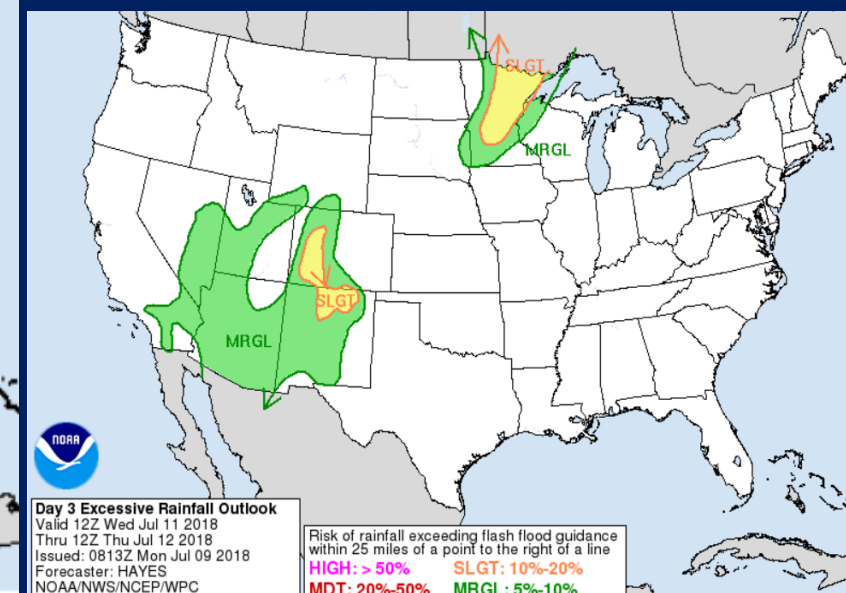 SLGT
MRGL
SLGT
MRGL
NOAA
Day 3 Excessive Rainfall Outlook
Valid 12Z Wed Jul 11 2018
Thru 12Z Thu Jul 12 2018
Issued: 0813Z Mon Jul 09 2018
Forecaster: HAYES
NOAA/NWS/NCEP/WPC
Risk of rainfall exceeding flash flood guidance
within 25 miles of a point to the right of a line
HIGH: > 50% SLGT: 10%-20%
MDT: 20%-50% MRGL: 5%-10%